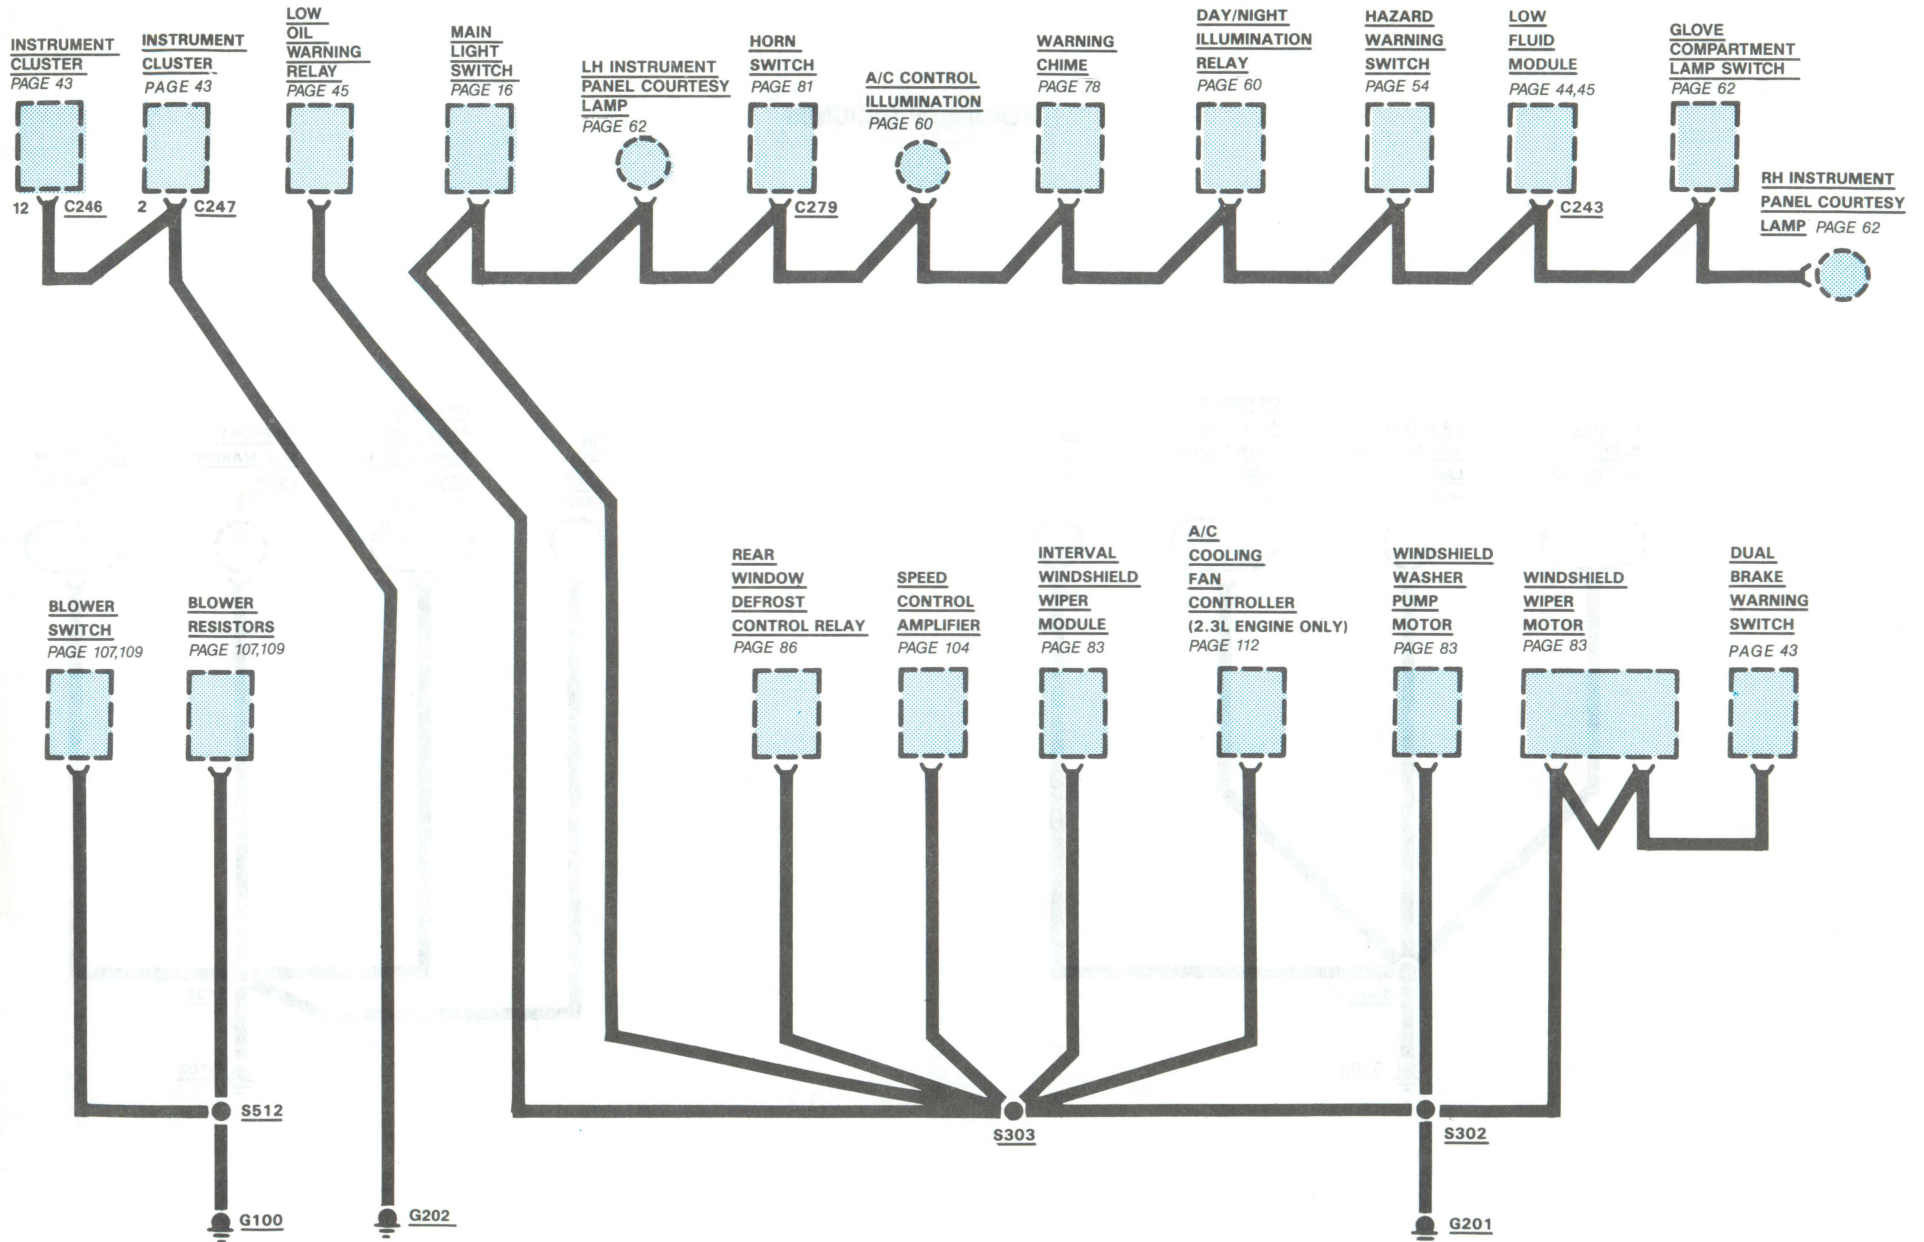 INSTRUMENT
CLUSTER
PAGE 43
INSTRUMENT
CLUSTER
PAGE 43
LOW
OIL
WARNING
RELAY
PAGE 45
MAIN
LIGHT
SWITCH
PAGE 16
LH INSTRUMENT
PANEL COURTESY
LAMP
PAGE 62
HORN
SWITCH
PAGE 81
A/C CONTROL
ILLUMINATION
PAGE 60
WARNING
CHIME
PAGE 78
DAY/NIGHT
ILLUMINATION
RELAY
PAGE 60
HAZARD
WARNING
SWITCH
PAGE 54
LOW
FLUID
MODULE
PAGE 44,45
GLOVE
COMPARTMENT
LAMP SWITCH
PAGE 62
RH INSTRUMENT
PANEL COURTESY
LAMP PAGE 62
12 C246
2 C247
C279
C243
BLOWER
SWITCH
PAGE 107,109
BLOWER
RESISTORS
PAGE 107,109
REAR
WINDOW
DEFROST
CONTROL RELAY
PAGE 86
SPEED
CONTROL
AMPLIFIER
PAGE 104
INTERVAL
WINDSHIELD
WIPER
MODULE
PAGE 83
A/C
COOLING
FAN
CONTROLLER
(2.3L ENGINE ONLY)
PAGE 112
WINDSHIELD
WASHER
PUMP
MOTOR
PAGE 83
WINDSHIELD
WIPER
MOTOR
PAGE 83
DUAL
BRAKE
WARNING
SWITCH
PAGE 43
S512
S303
S302
G100
G202
G201